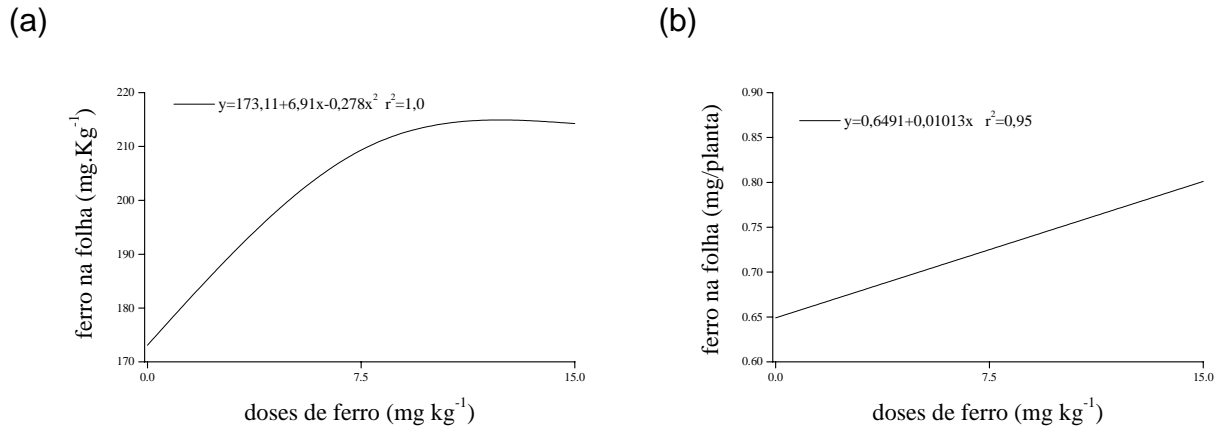 (a)
ferro na folha (mg.Kg⁻¹)
220
210
200
190
180
170
y=173,11+6,91x-0,278x² r²=1,0
0.0
7.5
15.0
doses de ferro (mg kg⁻¹)
(b)
ferro na folha (mg/planta)
0.90
0.85
0.80
0.75
0.70
0.65
0.60
y=0,6491+0,01013x r²=0,95
0.0
7.5
15.0
doses de ferro (mg kg⁻¹)